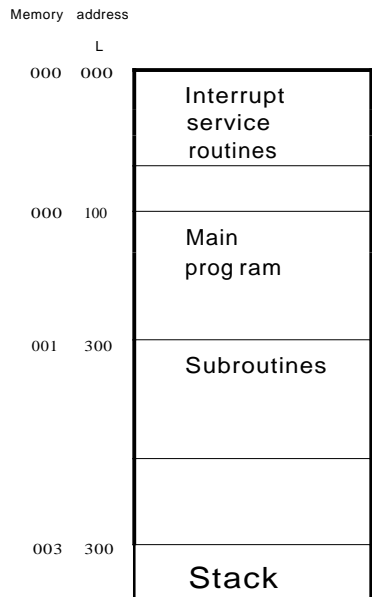 Memory address
L
000 000
Interrupt
service
routines
000 100
Main
prog ram
001 300
Subroutines
003 300
Stack